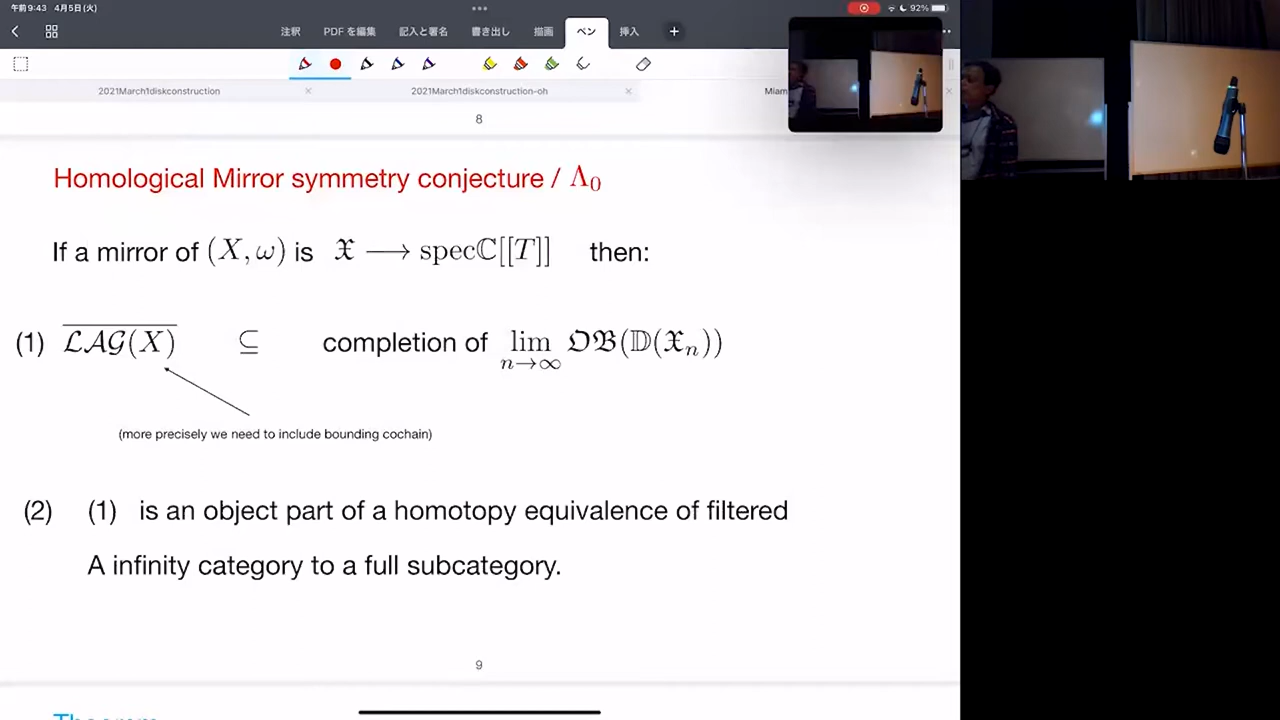 午前9:43 4月5日(火)
92%
注釈 PDF を編集 記入と署名 書き出し 描画 ペン 挿入
2021March1diskconstruction 2021March1diskconstruction-oh Miam
8
Homological Mirror symmetry conjecture / Λ₀
If a mirror of (X, ω) is 𝔛 ⟶ specℂ[[T]] then:
(1) \overline{ℒ𝒜𝒢(X)} ⊆ completion of lim_{n→∞} 𝔒𝔅(𝔻(𝔛ₙ))
(more precisely we need to include bounding cochain)
(2) (1) is an object part of a homotopy equivalence of filtered
A infinity category to a full subcategory.
9
Theorem